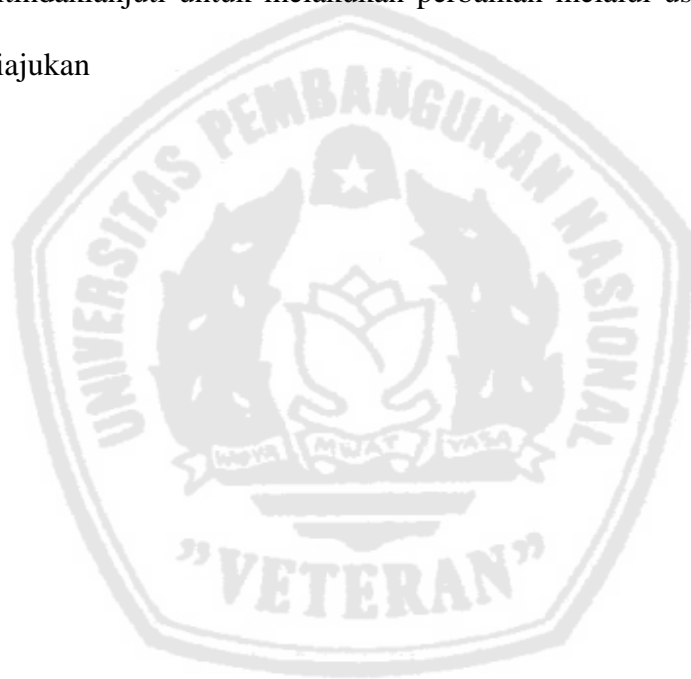 untuk melakukan perbaikan melalui
iajukan
UNIVERSITAS PEMBANGUNAN NASIONAL
WIDYA MWAT YASA
"VETERAN"